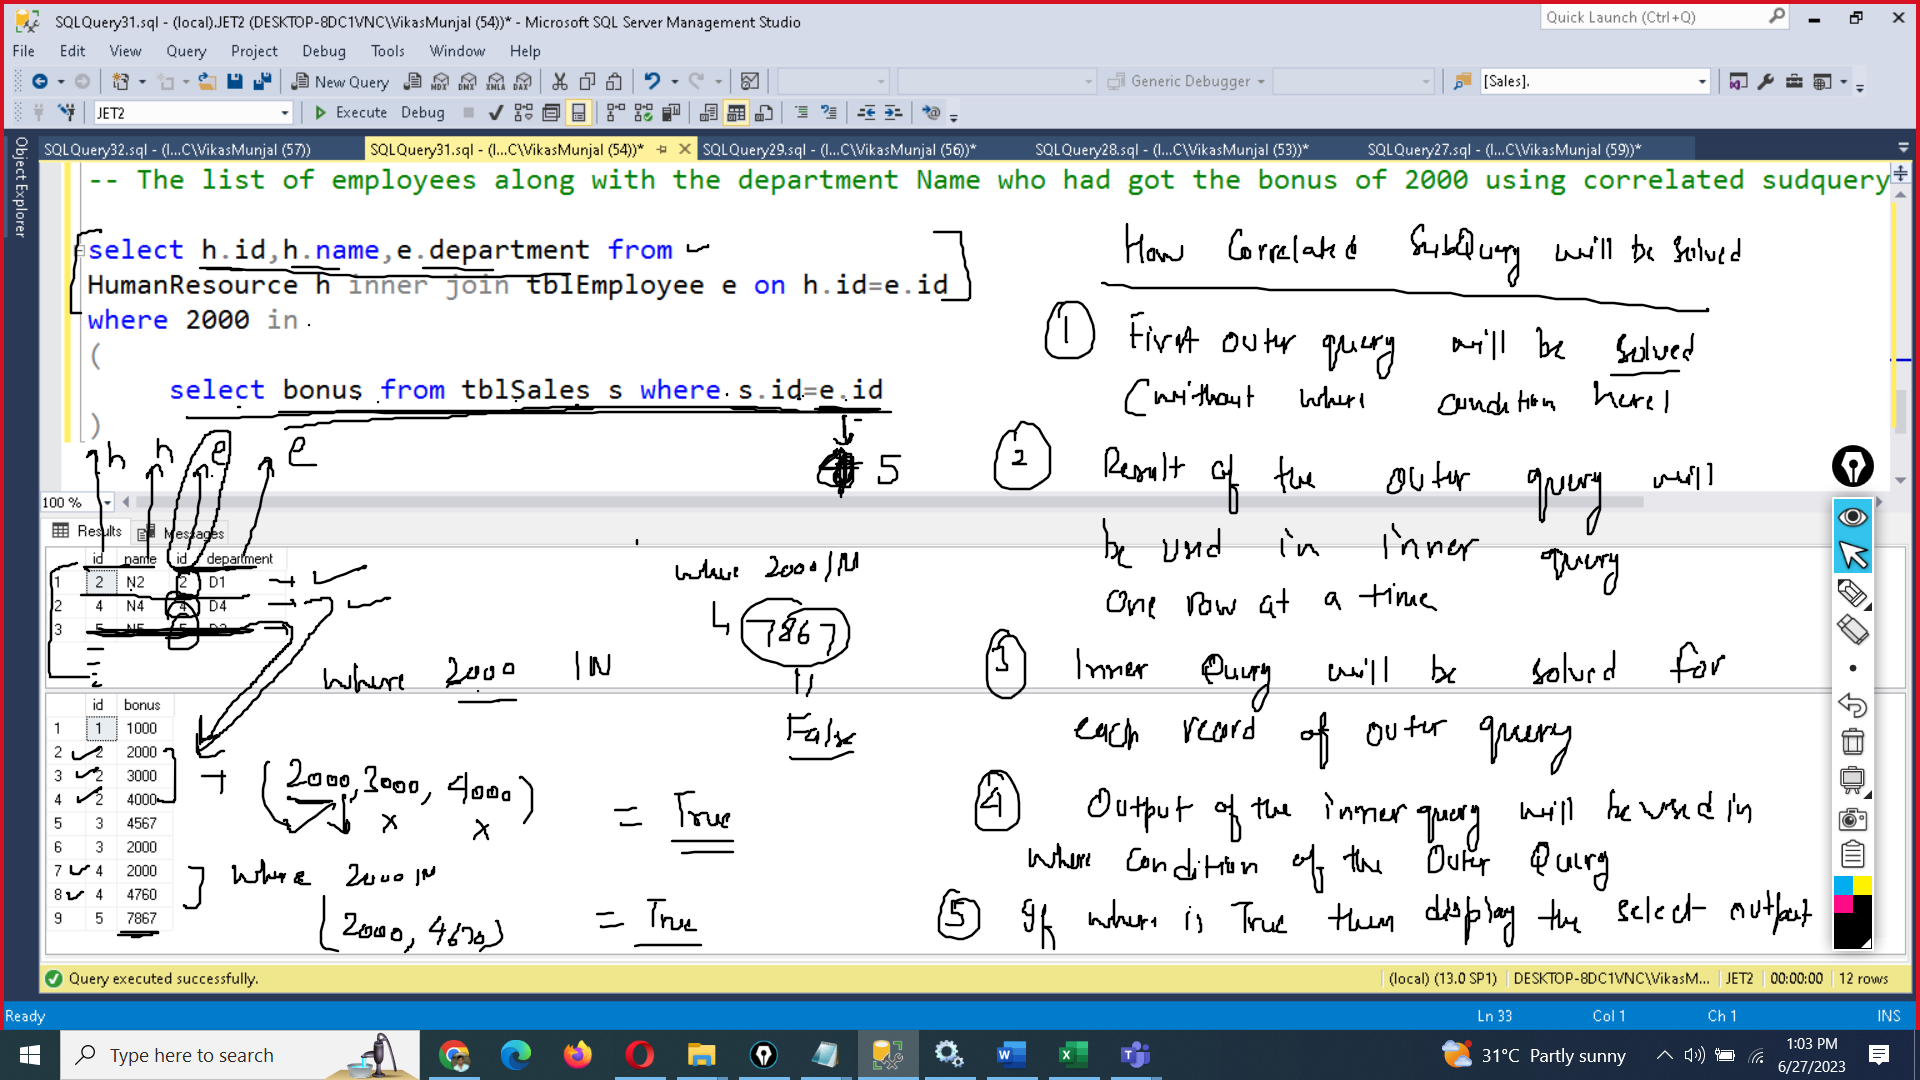 SQLQuery31.sql - (local).JET2 (DESKTOP-8DC1VNC\VikasMunjal (54))* - Microsoft SQL Server Management Studio
Quick Launch (Ctrl+Q)
File Edit View Query Project Debug Tools Window Help
New Query
MDX DMX XMLA DAX
Generic Debugger
[Sales].
JET2
Execute Debug
Object Explorer
SQLQuery32.sql - (l...C\VikasMunjal (57))
SQLQuery31.sql - (l...C\VikasMunjal (54))*
SQLQuery29.sql - (l...C\VikasMunjal (56))*
SQLQuery28.sql - (l...C\VikasMunjal (53))*
SQLQuery27.sql - (l...C\VikasMunjal (59))*
-- The list of employees along with the department Name who had got the bonus of 2000 using correlated sudquery
select h.id,h.name,e.department from
HumanResource h inner join tblEmployee e on h.id=e.id
where 2000 in
(
select bonus from tblSales s where s.id=e.id
)
h h e e
5
How Correlated SubQuery will be solved
1 First outer query will be solved
(without where condition here)
2 Result of the outer query will
be used in inner query
one row at a time
3 Inner Query will be solved for
each record of outer query
4 Output of the inner query will be used in
where condition of the Outer Query
5 If where is True then display the select output
100 %
Results Messages
id name id department
1 2 N2 2 D1
2 4 N4 4 D4
3 5 N5 5
where 2000 IN
7867
False
where 2000 IN
id bonus
1 1 1000
2 2 2000
3 2 3000
4 2 4000
5 3 4567
6 3 2000
7 4 2000
8 4 4760
9 5 7867
(2000, 3000, 4000) = True
x x
where 2000 IN
(2000, 4670) = True
Query executed successfully.
(local) (13.0 SP1) DESKTOP-8DC1VNC\VikasM... JET2 00:00:00 12 rows
Ready
Ln 33 Col 1 Ch 1 INS
Type here to search
31°C Partly sunny
1:03 PM
6/27/2023